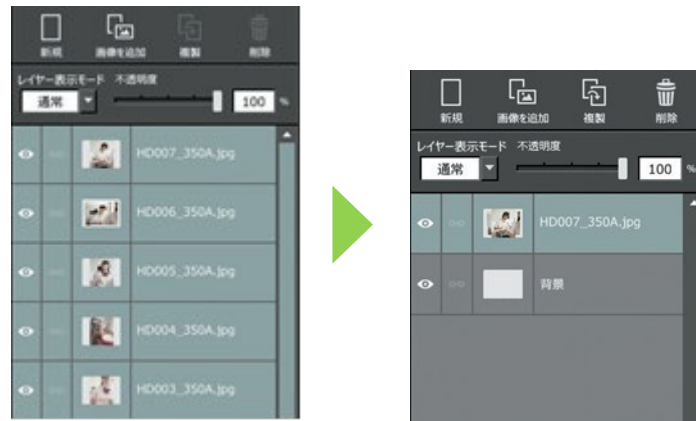 新規 画像を追加 複製 削除
レイヤー表示モード 不透明度
通常 100 %
HD007_350A.jpg
HD006_350A.jpg
HD005_350A.jpg
HD004_350A.jpg
HD003_350A.jpg
新規 画像を追加 複製 削除
レイヤー表示モード 不透明度
通常 100 %
HD007_350A.jpg
背景